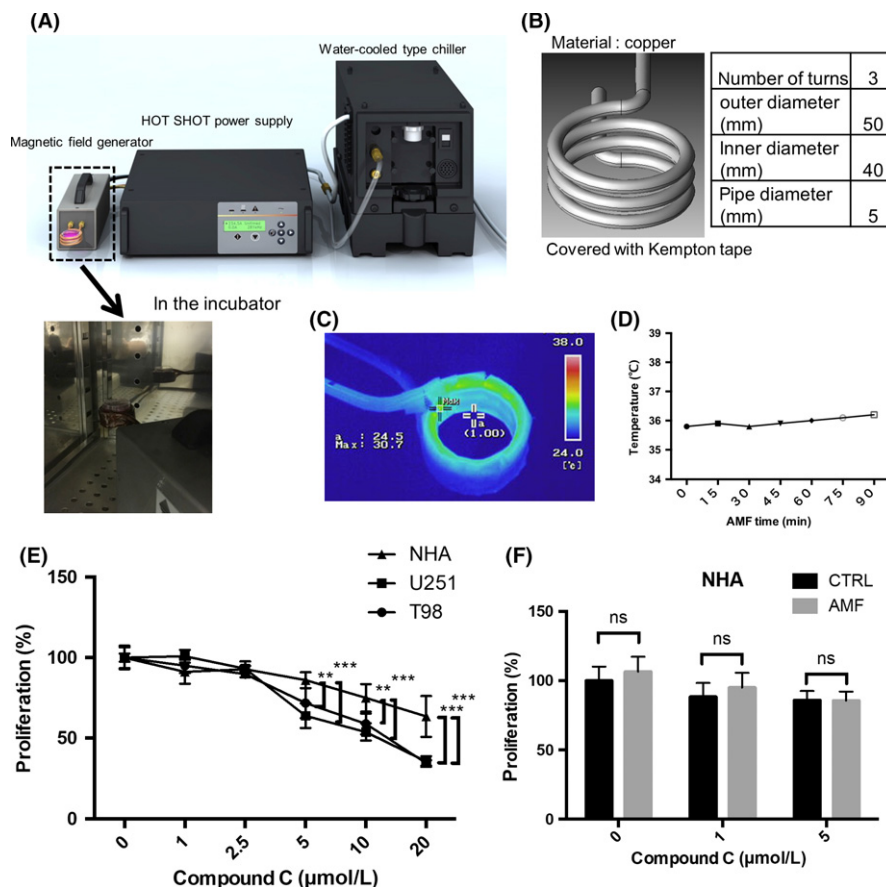 (A)
Water-cooled type chiller
HOT SHOT power supply
Magnetic field generator
In the incubator
(B)
Material : copper
Number of turns 3
outer diameter
(mm) 50
Inner diameter
(mm) 40
Pipe diameter
(mm) 5
Covered with Kempton tape
(C)
38.0
Max
a
(1.00)
a : 24.5
Max: 30.7
24.0
[℃]
(D)
39
38
37
36
35
34
Temperature (℃)
0 15 30 45 60 75 90
AMF time (min)
(E)
NHA
U251
T98
150
100
50
0
Proliferation (%)
** *** ** *** ***
***
0 1 2.5 5 10 20
Compound C (μmol/L)
(F)
NHA
CTRL
AMF
150
100
50
0
Proliferation (%)
ns ns ns
0 1 5
Compound C (μmol/L)